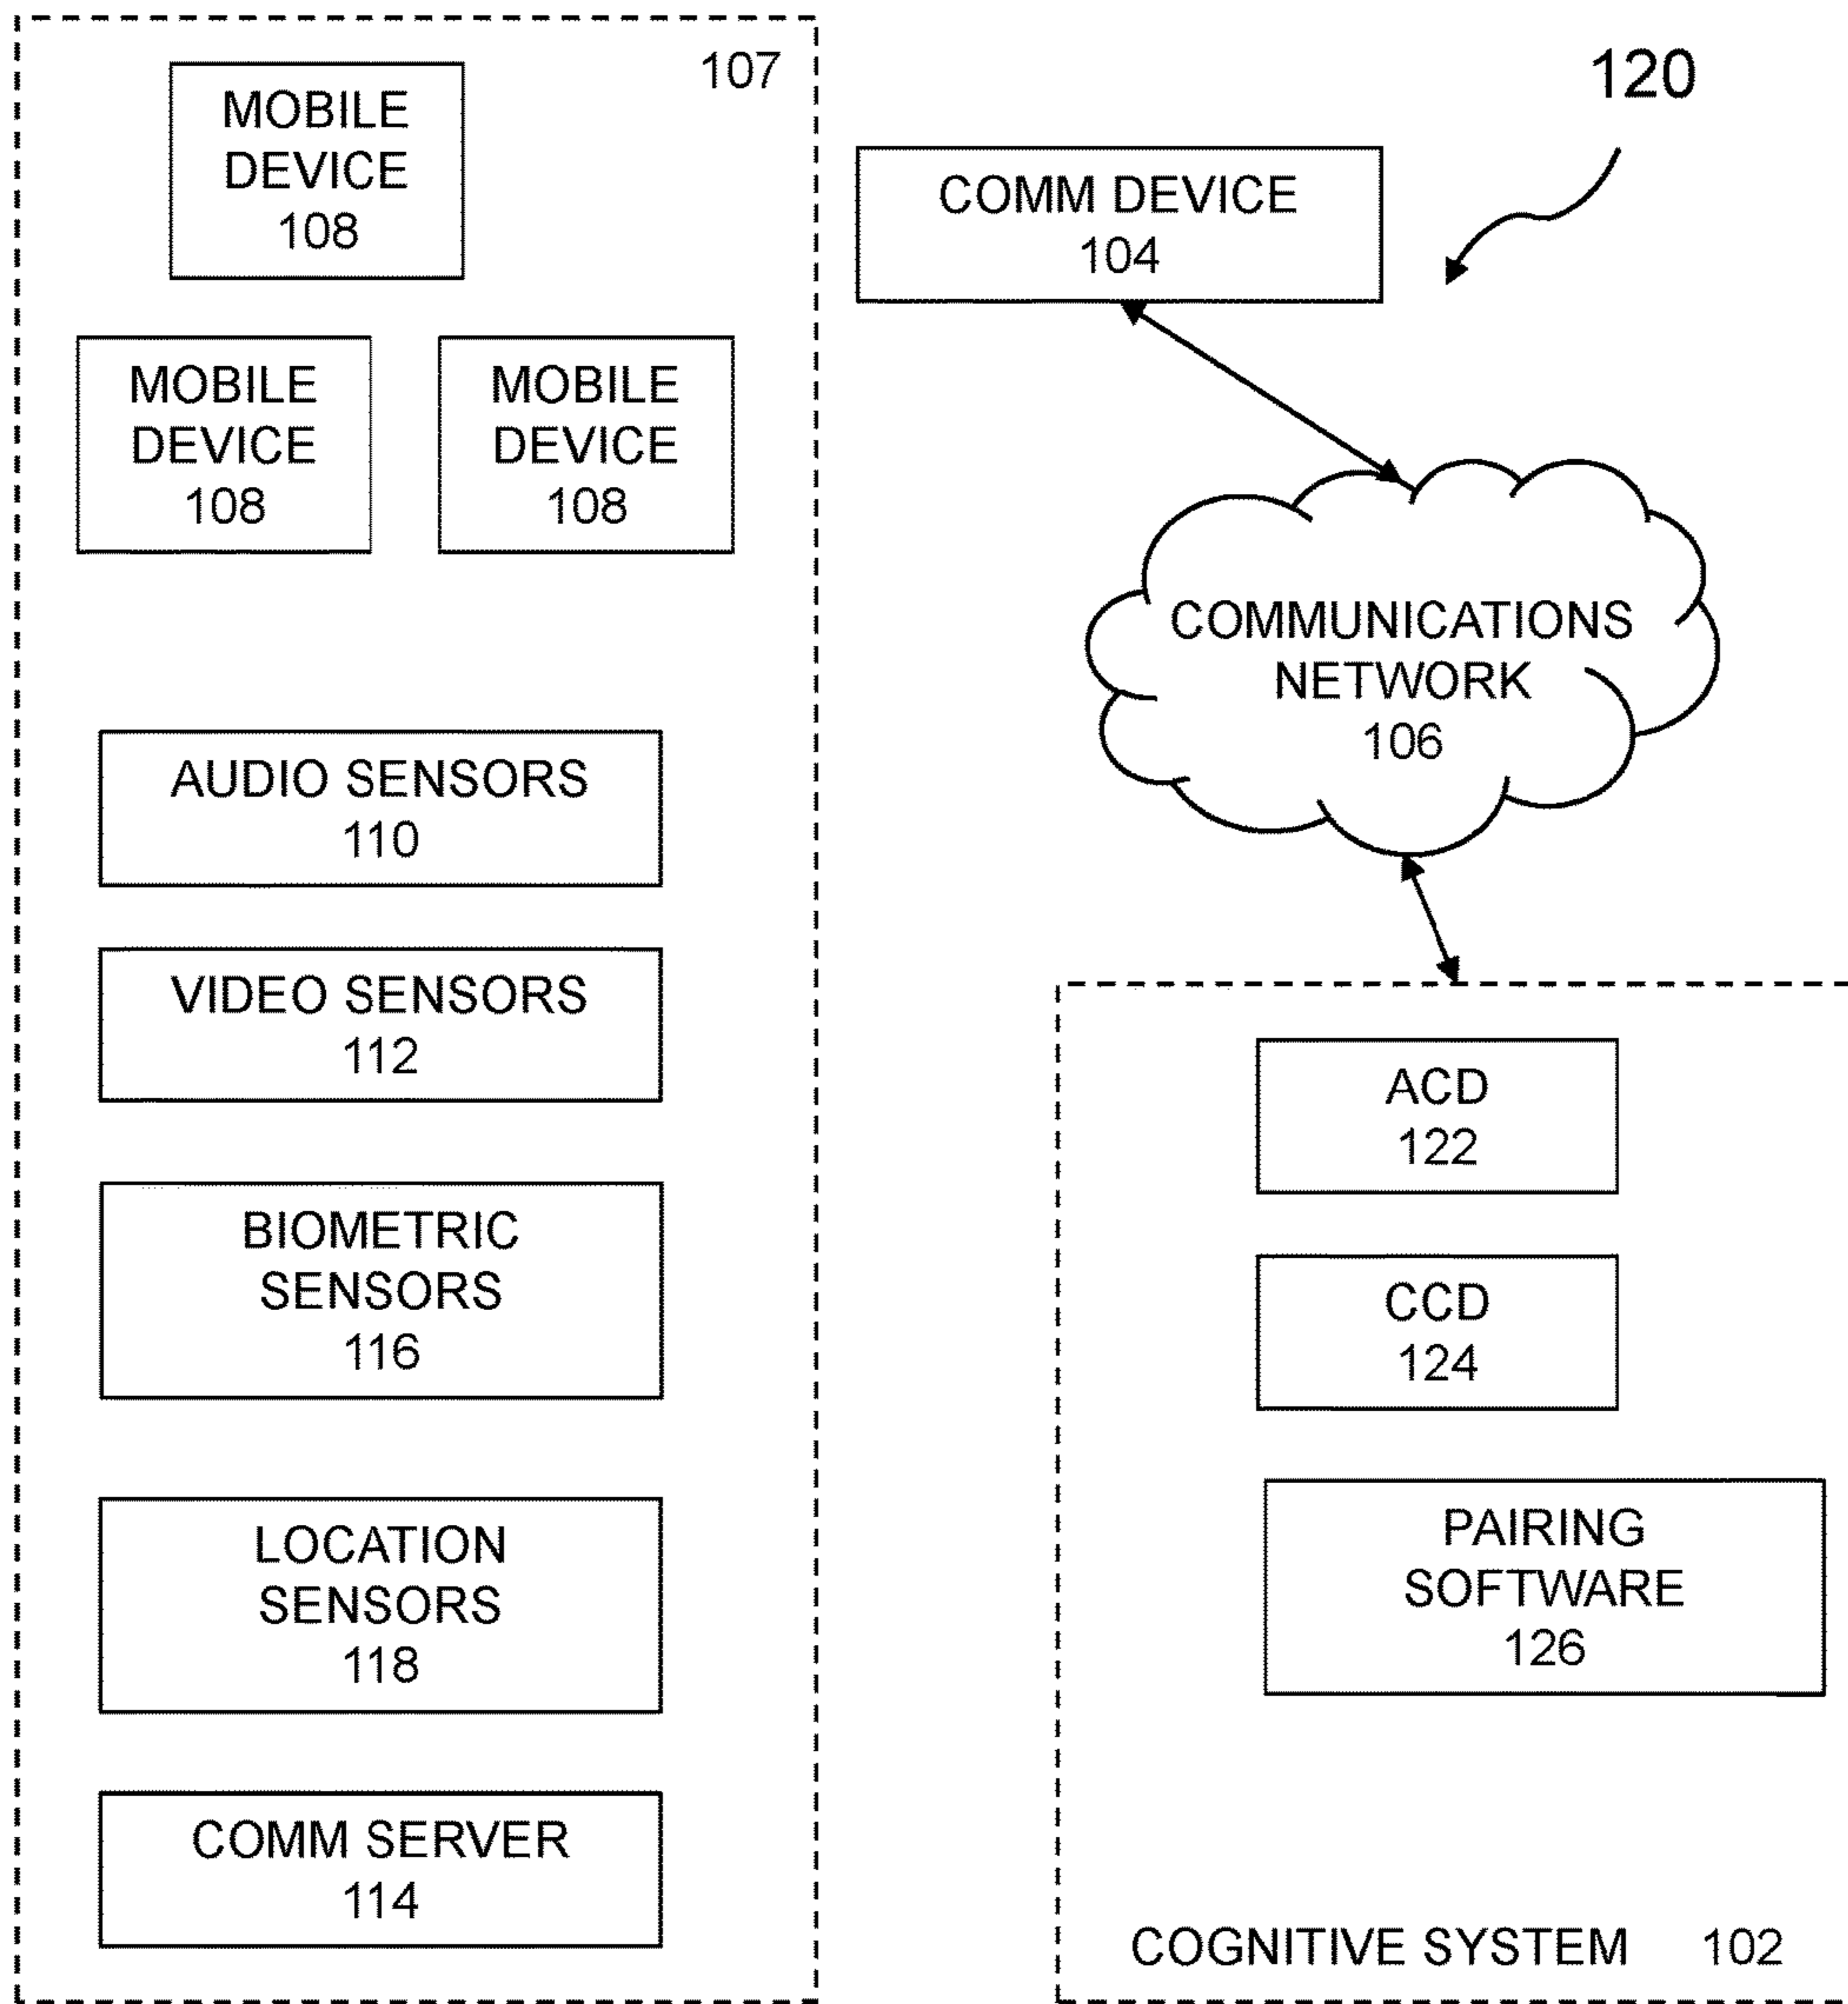 107
MOBILE
DEVICE
108
MOBILE
DEVICE
108
MOBILE
DEVICE
108
AUDIO SENSORS
110
VIDEO SENSORS
112
BIOMETRIC
SENSORS
116
LOCATION
SENSORS
118
COMM SERVER
114
120
COMM DEVICE
104
COMMUNICATIONS
NETWORK
106
ACD
122
CCD
124
PAIRING
SOFTWARE
126
COGNITIVE SYSTEM 102